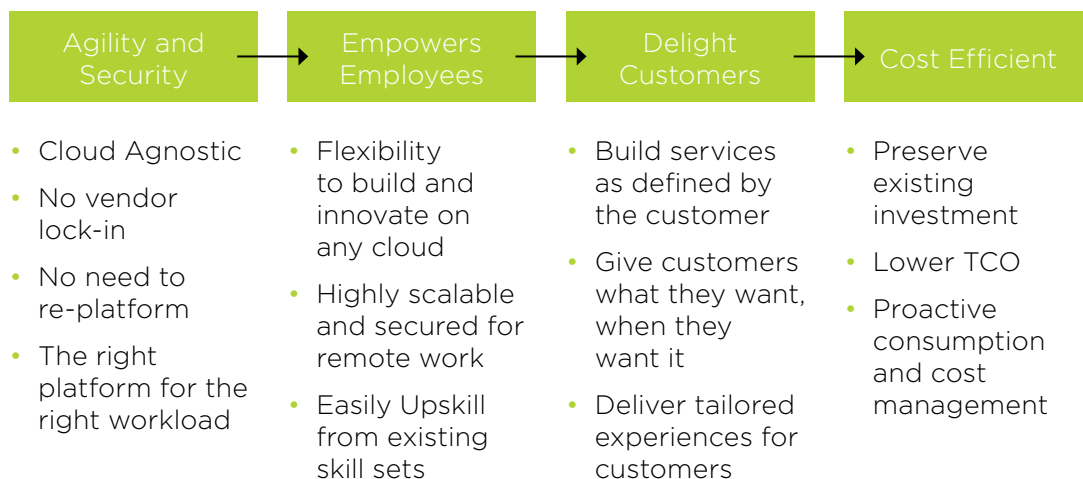 Agility and
Security
Empowers
Employees
Delight
Customers
Cost Efficient
• Cloud Agnostic
• No vendor
lock-in
• No need to
re-platform
• The right
platform for the
right workload
• Flexibility
to build and
innovate on
any cloud
• Highly scalable
and secured for
remote work
• Easily Upskill
from existing
skill sets
• Build services
as defined by
the customer
• Give customers
what they want,
when they
want it
• Deliver tailored
experiences for
customers
• Preserve
existing
investment
• Lower TCO
• Proactive
consumption
and cost
management